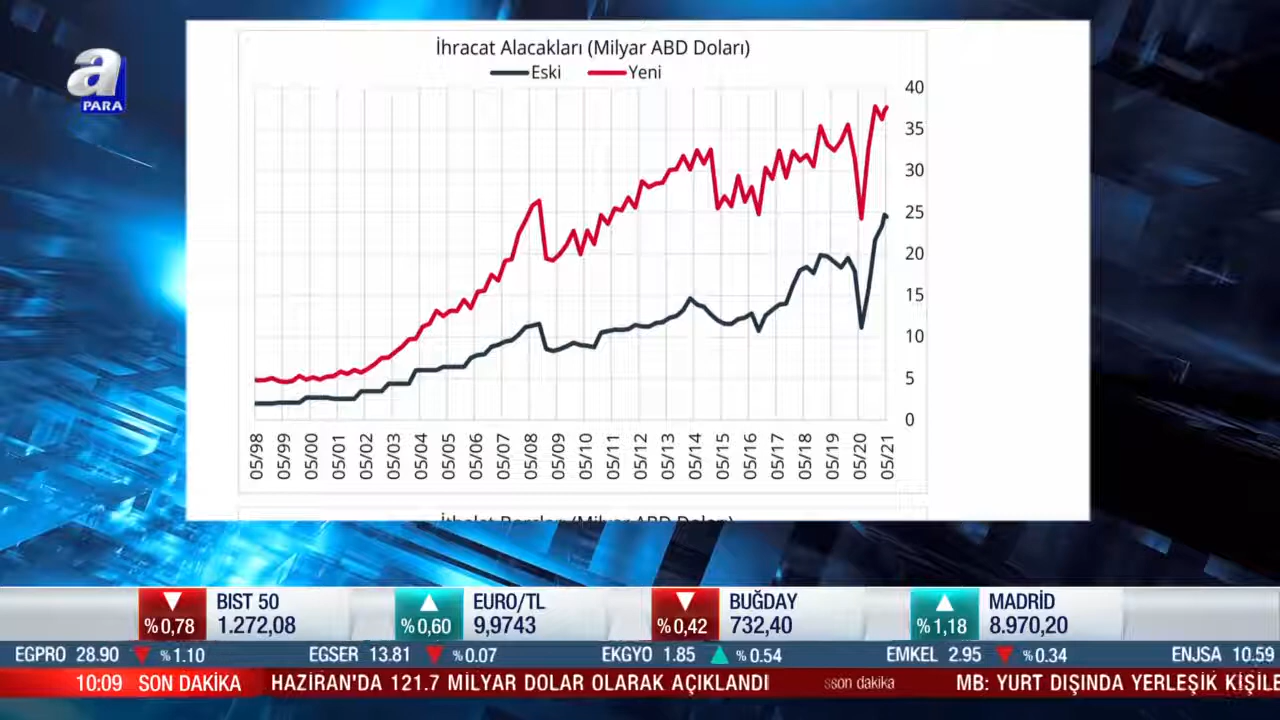 a
PARA
İhracat Alacakları (Milyar ABD Doları)
Eski Yeni
40
35
30
25
20
15
10
5
0
05/98 05/99 05/00 05/01 05/02 05/03 05/04 05/05 05/06 05/07 05/08 05/09 05/10 05/11 05/12 05/13 05/14 05/15 05/16 05/17 05/18 05/19 05/20 05/21
%0,78 BIST 50 1.272,08
%0,60 EURO/TL 9,9743
%0,42 BUĞDAY 732,40
%1,18 MADRİD 8.970,20
EGPRO 28.90 %1.10 EGSER 13.81 %0.07 EKGYO 1.85 %0.54 EMKEL 2.95 %0.34 ENJSA 10.59
10:09 SON DAKİKA HAZİRAN'DA 121.7 MİLYAR DOLAR OLARAK AÇIKLANDI sson dakika MB: YURT DIŞINDA YERLEŞİK KİŞİLE